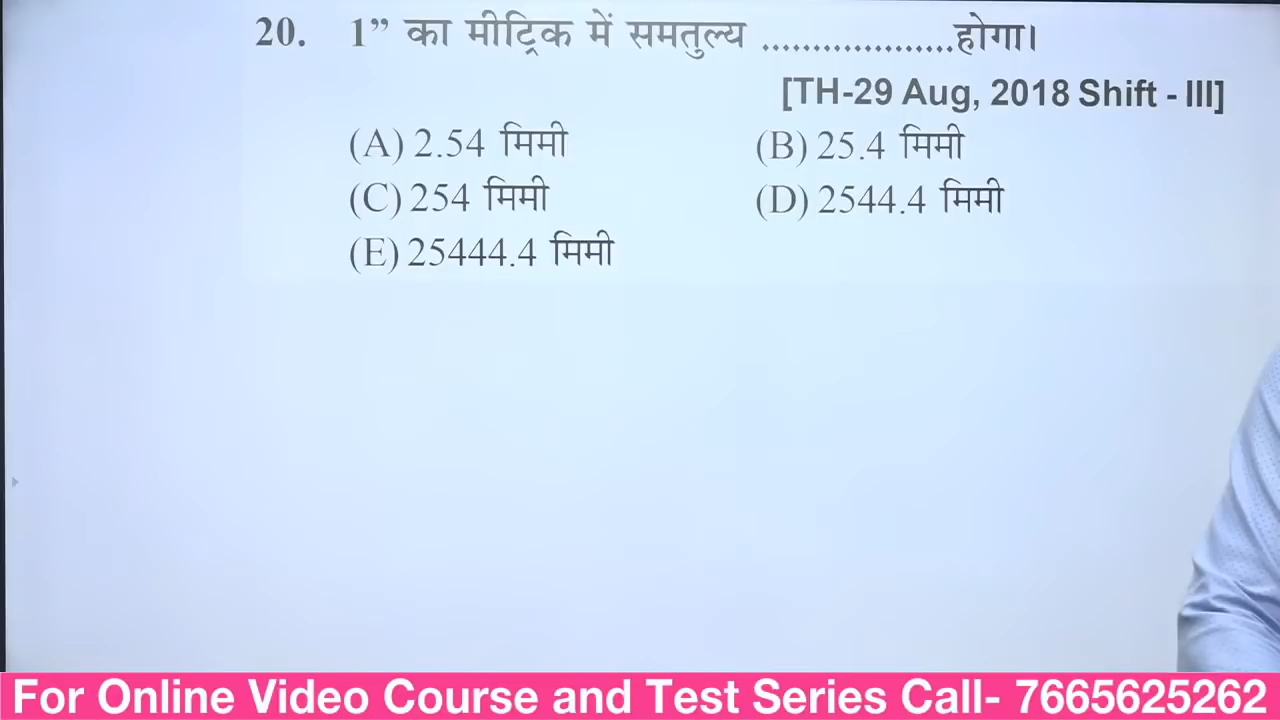 20. 1” का मीट्रिक में समतुल्य ...................होगा।
[TH-29 Aug, 2018 Shift - III]
(A) 2.54 मिमी (B) 25.4 मिमी
(C) 254 मिमी (D) 2544.4 मिमी
(E) 25444.4 मिमी
For Online Video Course and Test Series Call- 7665625262